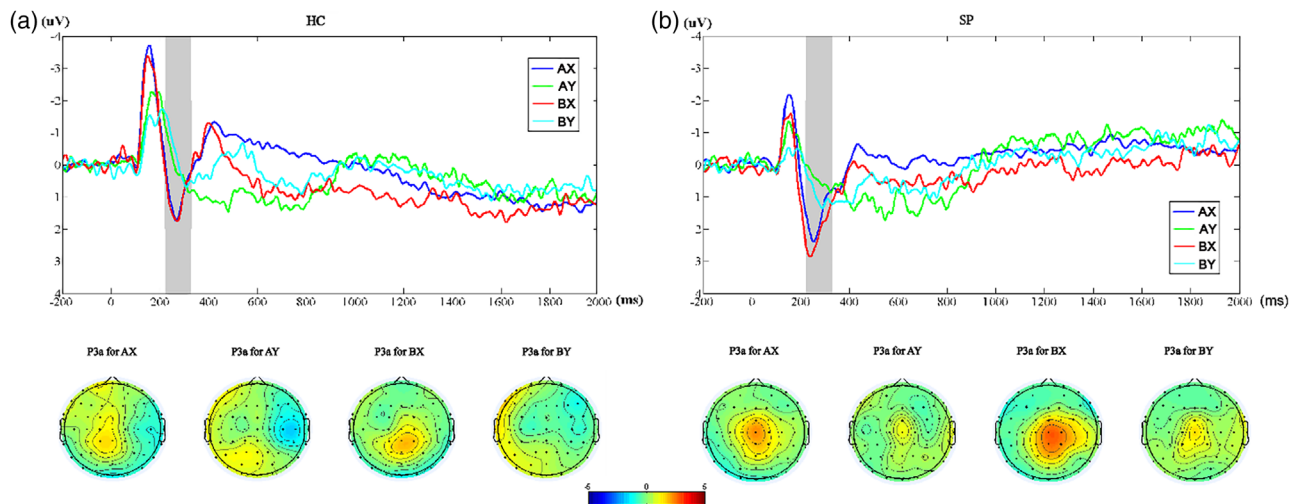 (a) (uV) HC
-4
-3
-2
-1
0
1
2
3
4
AX
AY
BX
BY
-200 0 200 400 600 800 1000 1200 1400 1600 1800 2000 (ms)
P3a for AX P3a for AY P3a for BX P3a for BY
(b) (uV) SP
-4
-3
-2
-1
0
1
2
3
4
AX
AY
BX
BY
-200 0 200 400 600 800 1000 1200 1400 1600 1800 2000 (ms)
P3a for AX P3a for AY P3a for BX P3a for BY
-5 0 5